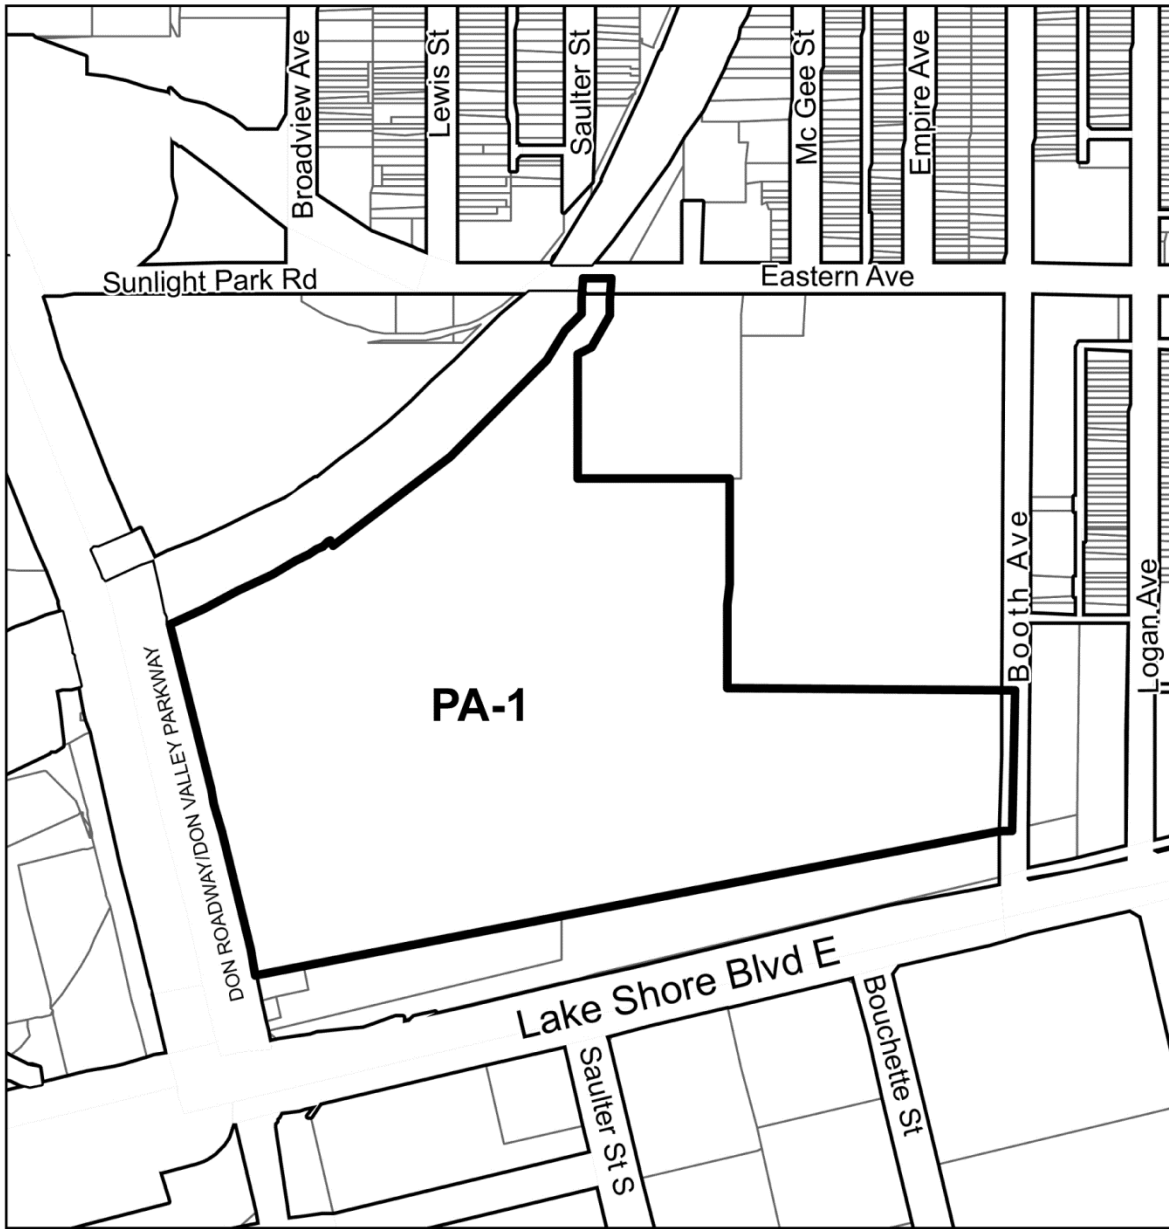 Broadview Ave
Lewis St
Saulter St
Mc Gee St
Empire Ave
Sunlight Park Rd
Eastern Ave
Booth Ave
Logan Ave
PA-1
DON ROADWAY/DON VALLEY PARKWAY
Lake Shore Blvd E
Saulter St S
Bouchette St